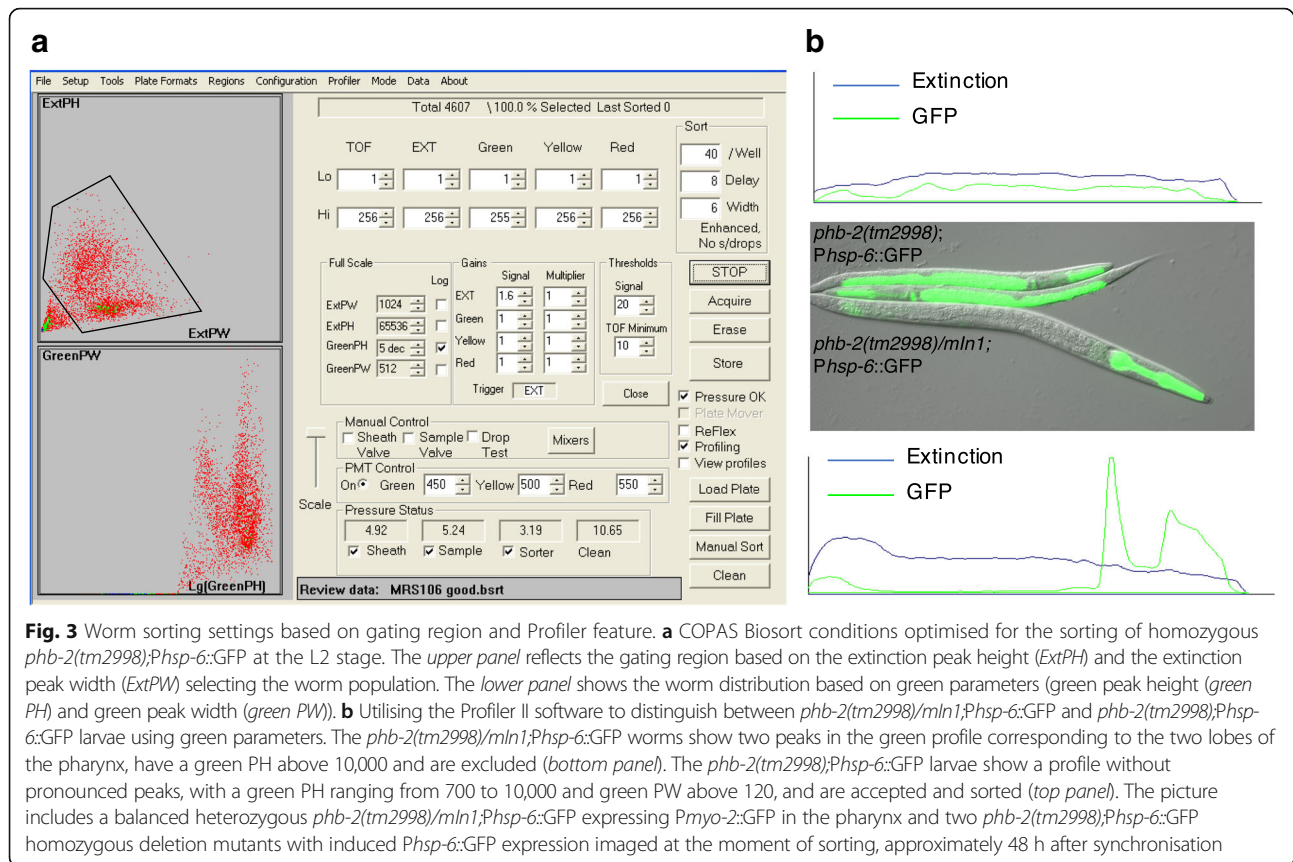 a
File Setup Tools Plate Formats Regions Configuration Profiler Mode Data About
ExtPH
ExtPW
GreenPW
Lg(GreenPH)
Total 4607 \ 100.0 % Selected Last Sorted 0
TOF EXT Green Yellow Red
Lo 1 1 1 1 1
Hi 256 256 255 256 256
Sort
40 / Well
8 Delay
6 Width
Enhanced,
No s/drops
Full Scale
Log
ExtPW 1024
ExtPH 65536
GreenPH 5 dec
GreenPW 512
Gains
Signal Multiplier
EXT 1.6 1
Green 1 1
Yellow 1 1
Red 1 1
Trigger EXT
Thresholds
Signal
20
TOF Minimum
10
Close
STOP
Acquire
Erase
Store
Pressure OK
Plate Mover
ReFlex
Profiling
View profiles
Load Plate
Fill Plate
Manual Sort
Clean
Manual Control
Sheath Valve
Sample Valve
Drop Test
Mixers
PMT Control
On Green 450 Yellow 500 Red 550
Scale
Pressure Status
4.92 5.24 3.19 10.65
Sheath Sample Sorter Clean
Review data: MRS106 good.bsrt
b
Extinction
GFP
phb-2(tm2998);
Phsp-6::GFP
phb-2(tm2998)/mIn1;
Phsp-6::GFP
Extinction
GFP
Fig. 3 Worm sorting settings based on gating region and Profiler feature. a COPAS Biosort conditions optimised for the sorting of homozygous
phb-2(tm2998);Phsp-6::GFP at the L2 stage. The upper panel reflects the gating region based on the extinction peak height (ExtPH) and the extinction
peak width (ExtPW) selecting the worm population. The lower panel shows the worm distribution based on green parameters (green peak height (green
PH) and green peak width (green PW)). b Utilising the Profiler II software to distinguish between phb-2(tm2998)/mIn1;Phsp-6::GFP and phb-2(tm2998);Phsp-
6::GFP larvae using green parameters. The phb-2(tm2998)/mIn1;Phsp-6::GFP worms show two peaks in the green profile corresponding to the two lobes of
the pharynx, have a green PH above 10,000 and are excluded (bottom panel). The phb-2(tm2998);Phsp-6::GFP larvae show a profile without
pronounced peaks, with a green PH ranging from 700 to 10,000 and green PW above 120, and are accepted and sorted (top panel). The picture
includes a balanced heterozygous phb-2(tm2998)/mIn1;Phsp-6::GFP expressing Pmyo-2::GFP in the pharynx and two phb-2(tm2998);Phsp-6::GFP
homozygous deletion mutants with induced Phsp-6::GFP expression imaged at the moment of sorting, approximately 48 h after synchronisation